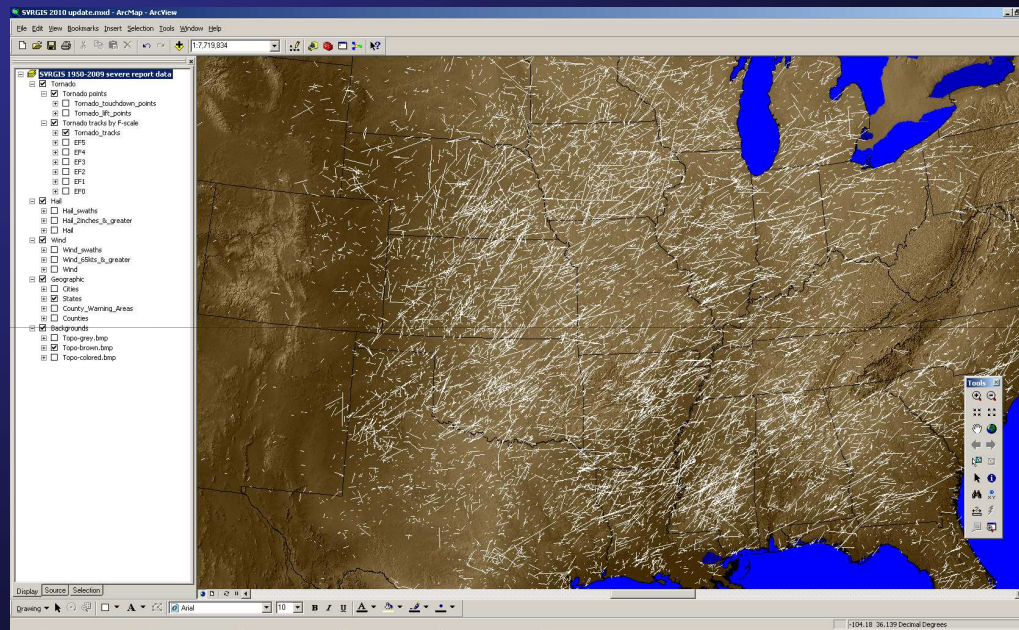 SVRGIS 2010 update.mxd - ArcMap - ArcView
File Edit View Bookmarks Insert Selection Tools Window Help
1:7,719,834
SVRGIS 1950-2009 severe report data
Tornado
Tornado points
Tornado_touchdown_points
Tornado_lift_points
Tornado tracks by F-scale
Tornado_tracks
EF5
EF4
EF3
EF2
EF1
EF0
Hail
Hail_swaths
Hail_2inches_&_greater
Hail
Wind
Wind_swaths
Wind_65kts_&_greater
Wind
Geographic
Cities
States
County_Warning_Areas
Counties
Backgrounds
Topo-grey.bmp
Topo-brown.bmp
Topo-colored.bmp
Tools
Display Source Selection
Drawing Arial 10 B I U A
-104.18 36.139 Decimal Degrees